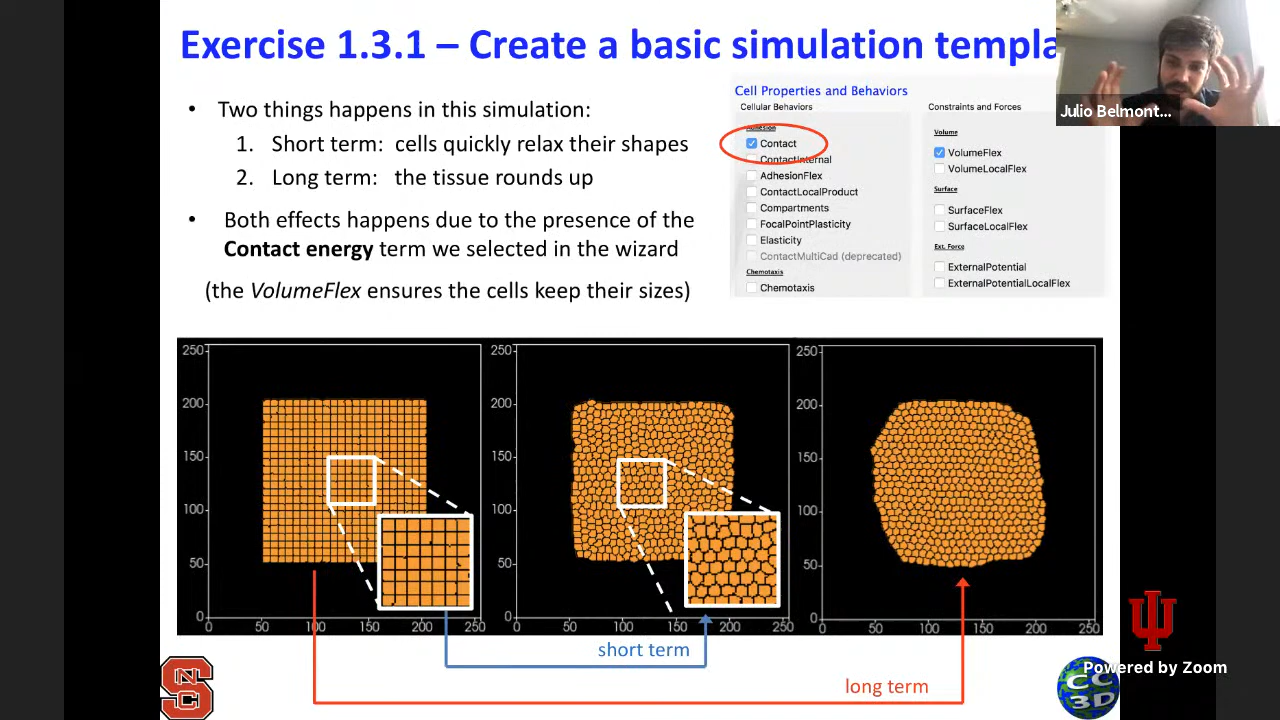 Exercise 1.3.1 – Create a basic simulation templa
Julio Belmont...
• Two things happens in this simulation:
1. Short term: cells quickly relax their shapes
2. Long term: the tissue rounds up
• Both effects happens due to the presence of the
Contact energy term we selected in the wizard
(the VolumeFlex ensures the cells keep their sizes)
Cell Properties and Behaviors
Cellular Behaviors
Adhesion
Contact
ContactInternal
AdhesionFlex
ContactLocalProduct
Compartments
FocalPointPlasticity
Elasticity
ContactMultiCad (deprecated)
Chemotaxis
Chemotaxis
Constraints and Forces
Volume
VolumeFlex
VolumeLocalFlex
Surface
SurfaceFlex
SurfaceLocalFlex
Ext. Force
ExternalPotential
ExternalPotentialLocalFlex
250
200
150
100
50
0
0 50 100 150 200 250
250
200
150
100
50
0
0 50 100 150 200 250
250
200
150
100
50
0
0 50 100 150 200 250
short term
long term
Powered by Zoom
NCS
CC
3D